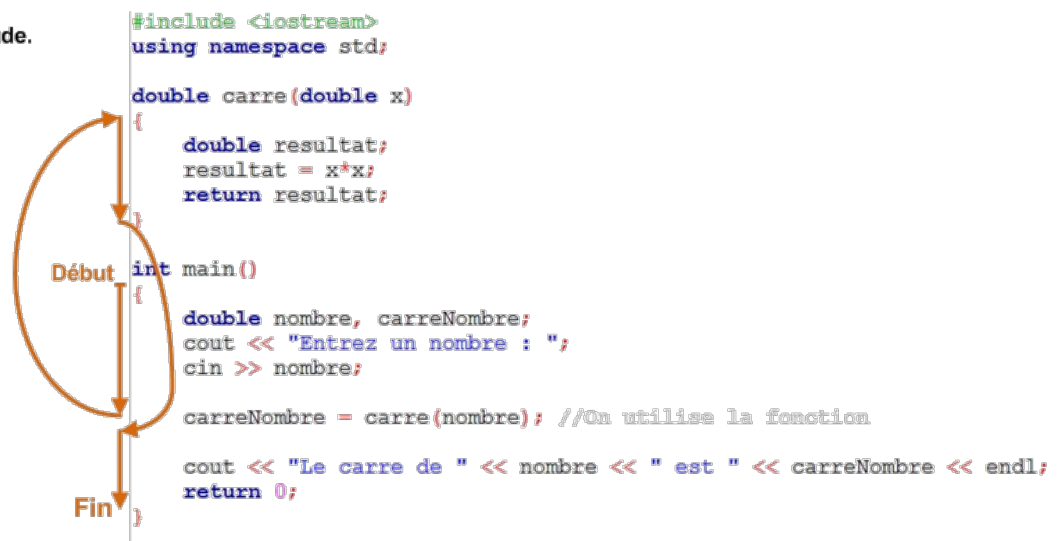 #include <iostream>
using namespace std;
double carre(double x)
{
double resultat;
resultat = x*x;
return resultat;
}
Début
int main()
{
double nombre, carreNombre;
cout << "Entrez un nombre : ";
cin >> nombre;
carreNombre = carre(nombre); //On utilise la fonction
cout << "Le carre de " << nombre << " est " << carreNombre << endl;
return 0;
Fin
}